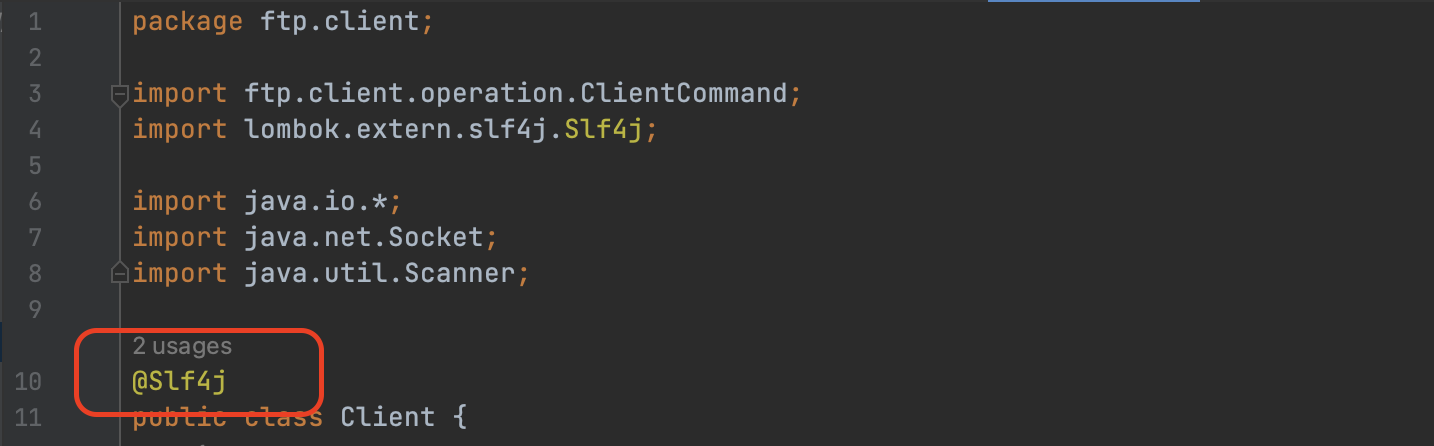 1 package ftp.client;
2
3 import ftp.client.operation.ClientCommand;
4 import lombok.extern.slf4j.Slf4j;
5
6 import java.io.*;
7 import java.net.Socket;
8 import java.util.Scanner;
9
2 usages
10 @Slf4j
11 public class Client {